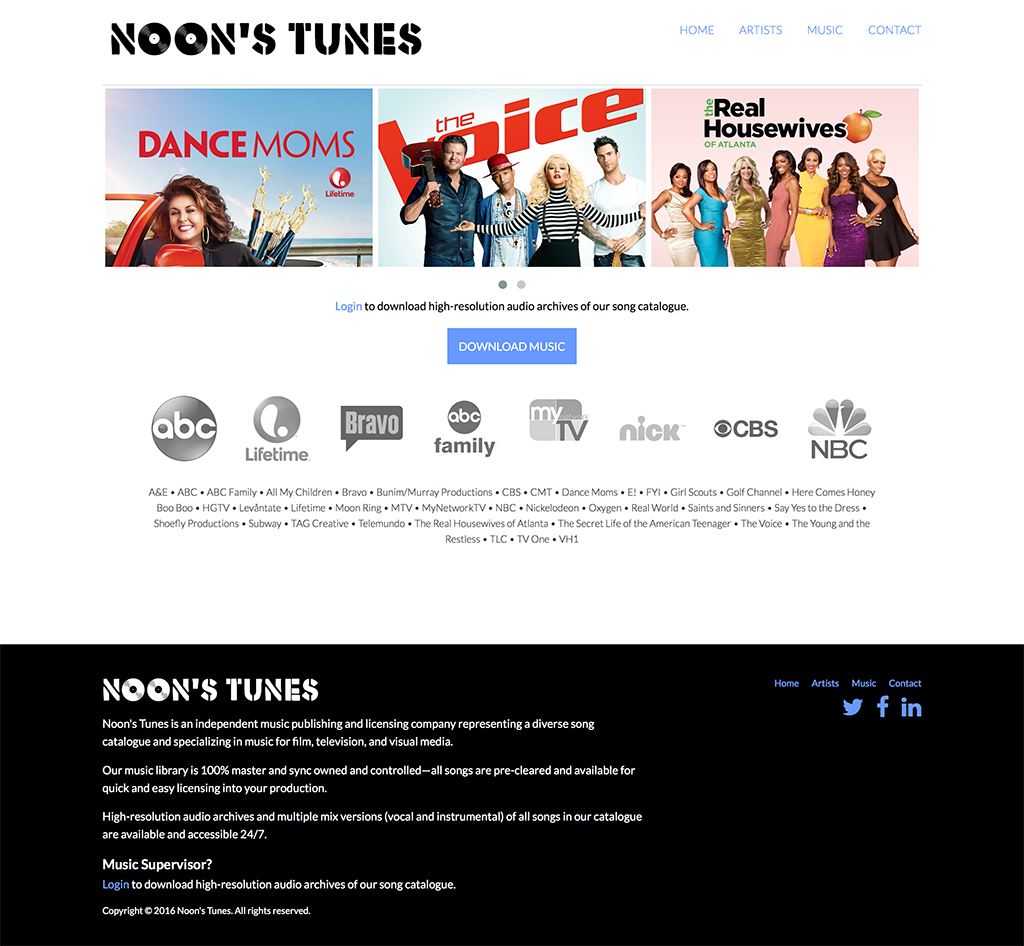 NOON'S TUNES
HOME ARTISTS MUSIC CONTACT
DANCE MOMS
Lifetime
the
Voice
the Real
Housewives
OF ATLANTA
Login to download high-resolution audio archives of our song catalogue.
DOWNLOAD MUSIC
abc
Lifetime
Bravo
abc
family
my network
TV
nick
CBS
NBC
A&E • ABC • ABC Family • All My Children • Bravo • Bunim/Murray Productions • CBS • CMT • Dance Moms • E! • FYI • Girl Scouts • Golf Channel • Here Comes Honey
Boo Boo • HGTV • Levåntate • Lifetime • Moon Ring • MTV • MyNetworkTV • NBC • Nickelodeon • Oxygen • Real World • Saints and Sinners • Say Yes to the Dress •
Shoefly Productions • Subway • TAG Creative • Telemundo • The Real Housewives of Atlanta • The Secret Life of the American Teenager • The Voice • The Young and the
Restless • TLC • TV One • VH1
NOON'S TUNES
Home Artists Music Contact
Noon's Tunes is an independent music publishing and licensing company representing a diverse song
catalogue and specializing in music for film, television, and visual media.
Our music library is 100% master and sync owned and controlled—all songs are pre-cleared and available for
quick and easy licensing into your production.
High-resolution audio archives and multiple mix versions (vocal and instrumental) of all songs in our catalogue
are available and accessible 24/7.
Music Supervisor?
Login to download high-resolution audio archives of our song catalogue.
Copyright © 2016 Noon's Tunes. All rights reserved.